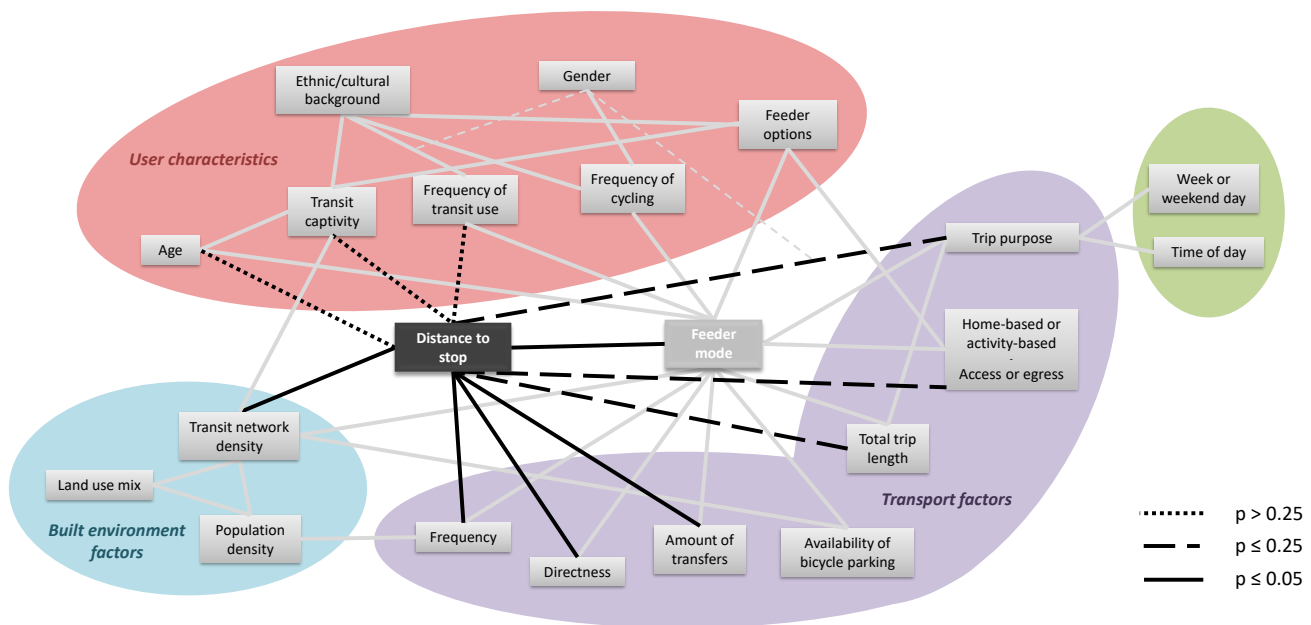 Ethnic/cultural
background
Gender
Feeder
options
User characteristics
Transit
captivity
Frequency of
transit use
Frequency of
cycling
Age
Week or
weekend day
Trip purpose
Time of day
Distance to
stop
Feeder
mode
Home-based or
activity-based
Access or egress
Transit network
density
Total trip
length
Land use mix
Built environment
factors
Population
density
Transport factors
Frequency
Directness
Amount of
transfers
Availability of
bicycle parking
p > 0.25
p ≤ 0.25
p ≤ 0.05